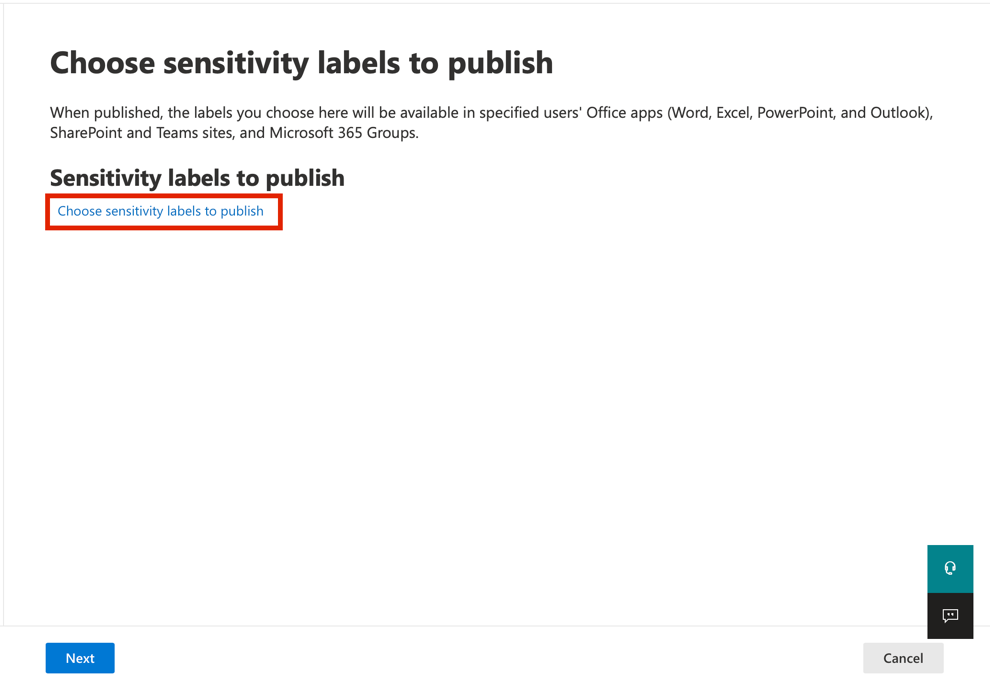 Choose sensitivity labels to publish
When published, the labels you choose here will be available in specified users' Office apps (Word, Excel, PowerPoint, and Outlook),
SharePoint and Teams sites, and Microsoft 365 Groups.
Sensitivity labels to publish
Choose sensitivity labels to publish
Next
Cancel